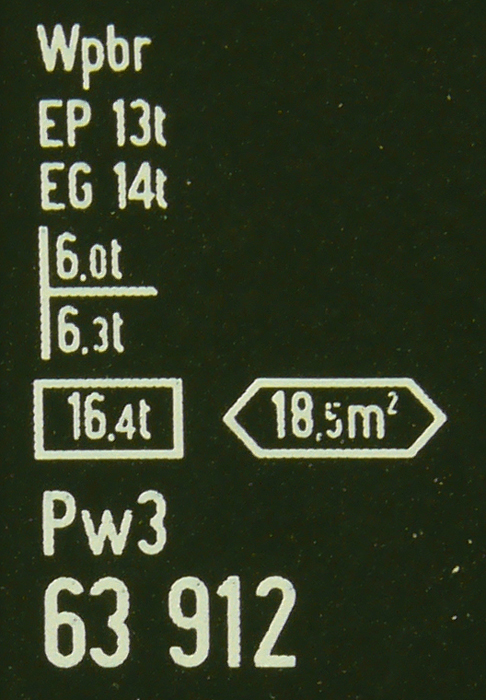 Wpbr
EP 13t
EG 14t
6.0t
6.3t
16.4t 18.5m²
Pw3
63 912